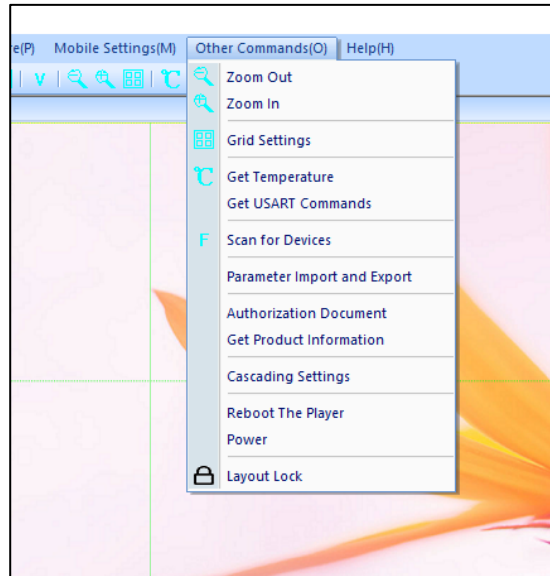 e(P) Mobile Settings(M) Other Commands(O) Help(H)
V ℃
Zoom Out
Zoom In
Grid Settings
℃ Get Temperature
Get USART Commands
F Scan for Devices
Parameter Import and Export
Authorization Document
Get Product Information
Cascading Settings
Reboot The Player
Power
Layout Lock